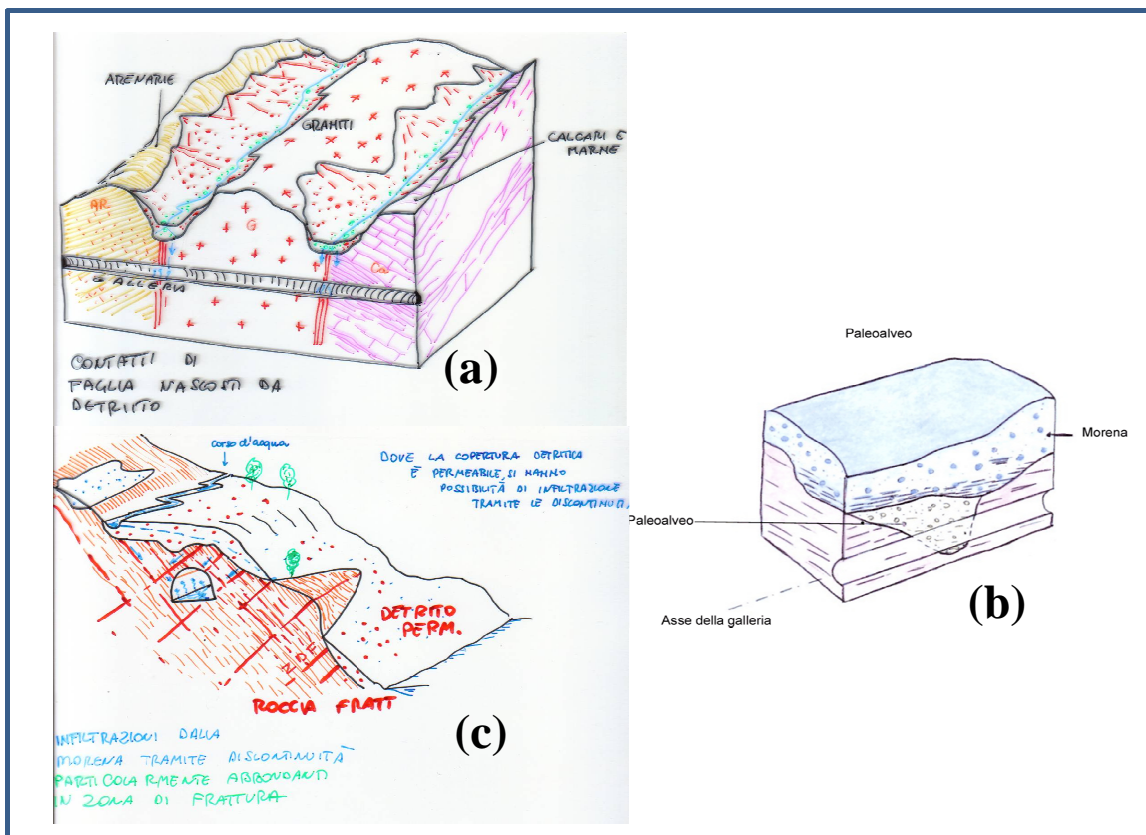 ARENARIE
GRANITI
CALCARI E
MARNE
AR.
G
Ca
GALLERIA
CONTATTI DI
FAGLIA NASCOSTI DA
DETRITO
(a)
Paleoalveo
Morena
Paleoalveo
Asse della galleria
(b)
corso d'acqua
DOVE LA COPERTURA DETRITICA
È PERMEABILE, SI HANNO
POSSIBILITÀ DI INFILTRAZIONE
TRAMITE LE DISCONTINUITÀ
DETRITO
PERM.
ROCCIA FRATT
(c)
INFILTRAZIONI DALLA
MORENA TRAMITE DISCONTINUITÀ
PARTICOLARMENTE ABBONDANTI
IN ZONA DI FRATTURA